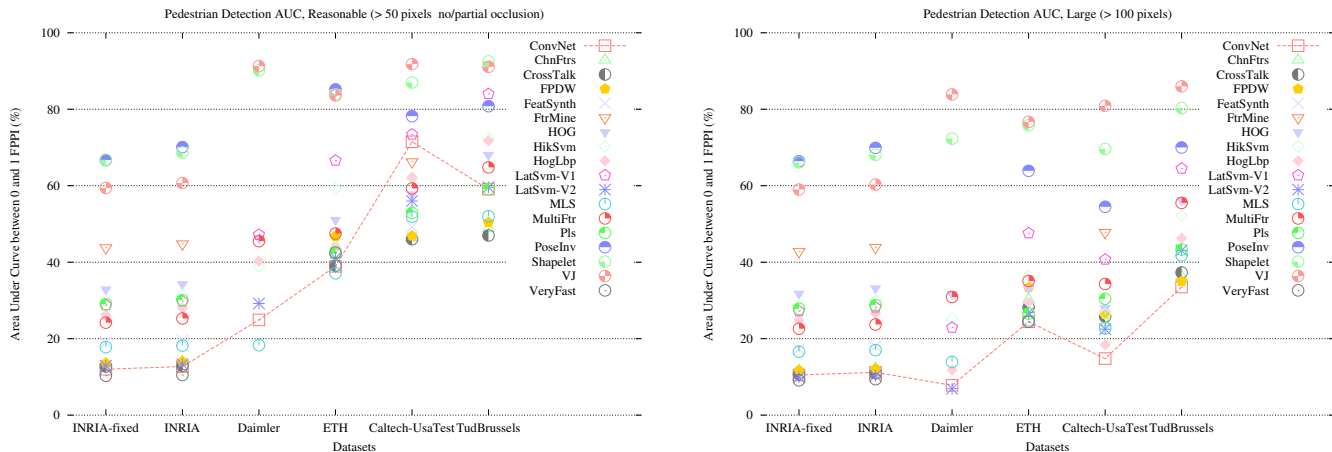 Pedestrian Detection AUC, Reasonable (> 50 pixels no/partial occlusion)
Area Under Curve between 0 and 1 FPPI (%)
100
80
60
40
20
0
ConvNet
ChnFtrs
CrossTalk
FPDW
FeatSynth
FtrMine
HOG
HikSvm
HogLbp
LatSvm-V1
LatSvm-V2
MLS
MultiFtr
Pls
PoseInv
Shapelet
VJ
VeryFast
INRIA-fixed INRIA Daimler ETH Caltech-UsaTest TudBrussels
Datasets
Pedestrian Detection AUC, Large (> 100 pixels)
Area Under Curve between 0 and 1 FPPI (%)
100
80
60
40
20
0
ConvNet
ChnFtrs
CrossTalk
FPDW
FeatSynth
FtrMine
HOG
HikSvm
HogLbp
LatSvm-V1
LatSvm-V2
MLS
MultiFtr
Pls
PoseInv
Shapelet
VJ
VeryFast
INRIA-fixed INRIA Daimler ETH Caltech-UsaTest TudBrussels
Datasets